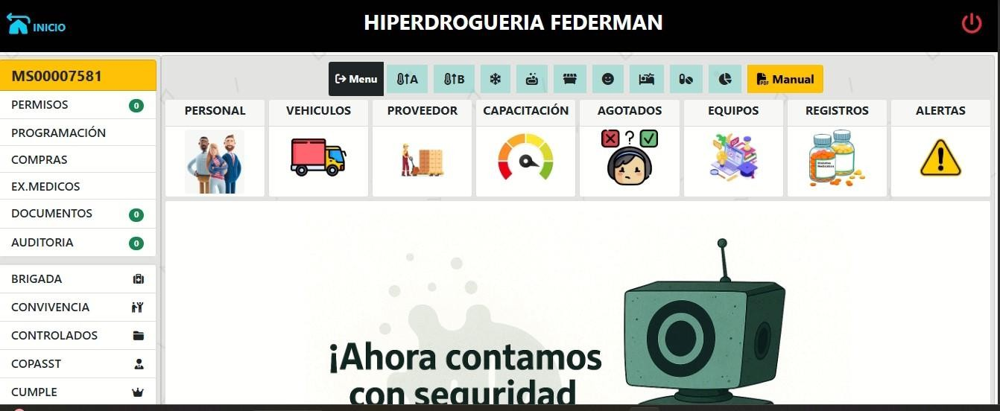 INICIO
HIPERDROGUERIA FEDERMAN
MS00007581
PERMISOS 0
PROGRAMACIÓN
COMPRAS
EX.MEDICOS
DOCUMENTOS 0
AUDITORIA 0
BRIGADA
CONVIVENCIA
CONTROLADOS
COPASST
CUMPLE
Menu A B Manual
PERSONAL VEHICULOS PROVEEDOR CAPACITACIÓN AGOTADOS EQUIPOS REGISTROS ALERTAS
¡Ahora contamos
con seguridad